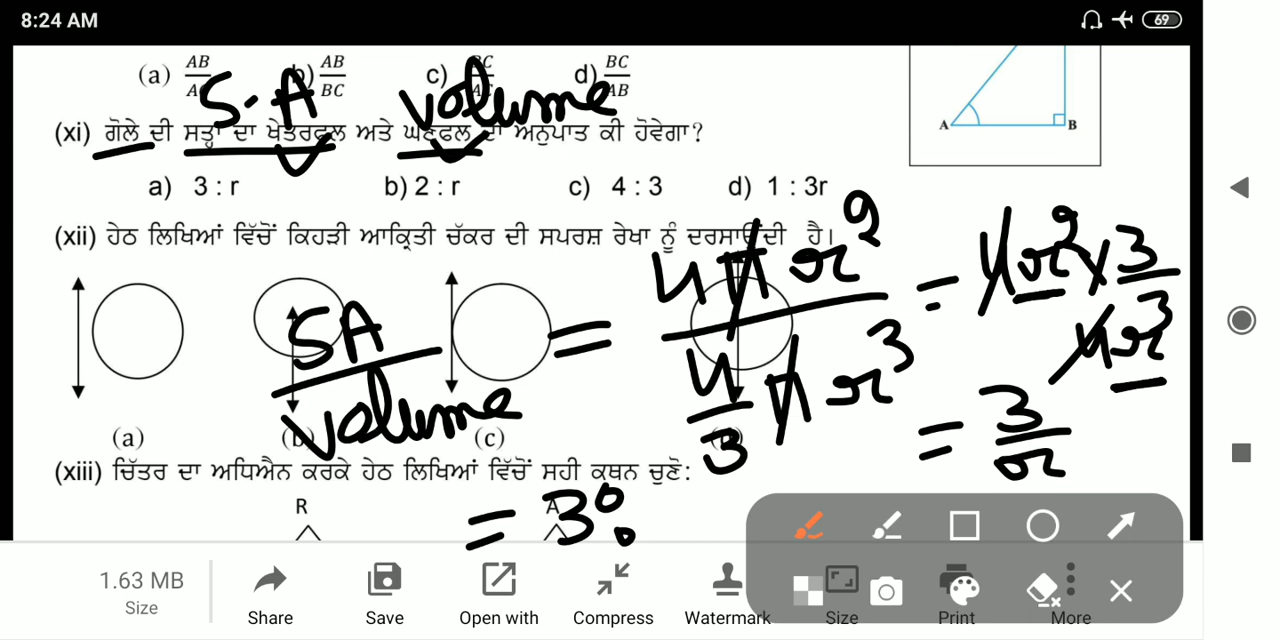 8:24 AM 69
(a) AB/A b) AB/BC c) BC/AC d) BC/AB
S.A volume
A B
(xi) ਗੋਲੇ ਦੀ ਸਤ੍ਹਾ ਦਾ ਖੇਤਰਫਲ ਅਤੇ ਘਣਫਲ ਦਾ ਅਨੁਪਾਤ ਕੀ ਹੋਵੇਗਾ?
a) 3 : r b) 2 : r c) 4 : 3 d) 1 : 3r
(xii) ਹੇਠ ਲਿਖਿਆਂ ਵਿੱਚੋਂ ਕਿਹੜੀ ਆਕ੍ਰਿਤੀ ਚੱਕਰ ਦੀ ਸਪਰਸ਼ ਰੇਖਾ ਨੂੰ ਦਰਸਾਉਂਦੀ ਹੈ।
SA/volume = 4πr²/(4/3 πr³) = 4r² × 3/4r³
= 3/r
(a) (b) (c)
(xiii) ਚਿੱਤਰ ਦਾ ਅਧਿਐਨ ਕਰਕੇ ਹੇਠ ਲਿਖਿਆਂ ਵਿੱਚੋਂ ਸਹੀ ਕਥਨ ਚੁਣੋ:
R A
= 3:
1.63 MB
Size Share Save Open with Compress Watermark Size Print More